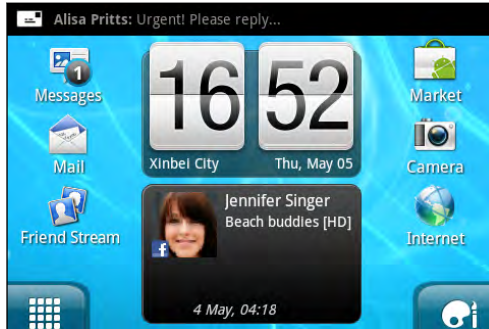 Alisa Pritts: Urgent! Please reply...
1
Messages
16 52
Market
Xinbei City
Thu, May 05
Mail
Camera
Jennifer Singer
Beach buddies [HD]
f
Friend Stream
Internet
4 May, 04:18